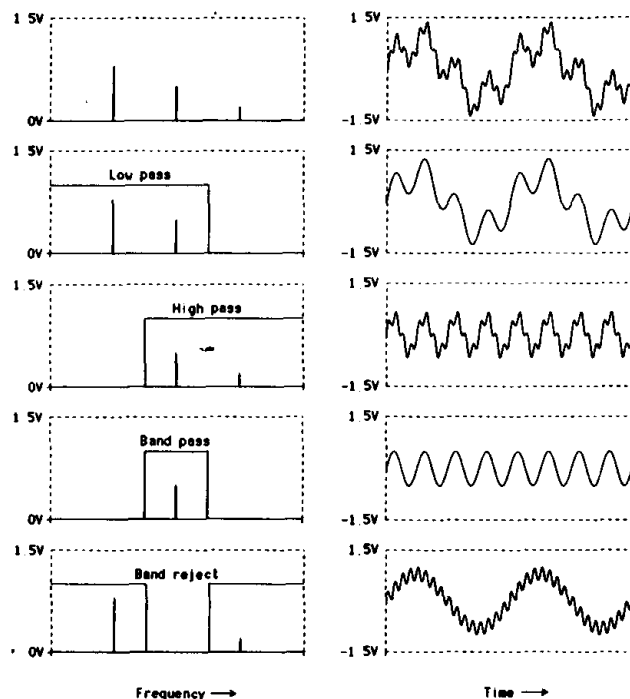 1 5V
1 5V
0V
-1 5V
1 5V
Low pass
1 5V
0V
-1 5V
1 5V
High pass
1 5V
0V
-1 5V
1 5V
Band pass
1 5V
0V
-1 5V
1 5V
Band reject
1 5V
0V
-1 5V
Frequency →
Time →